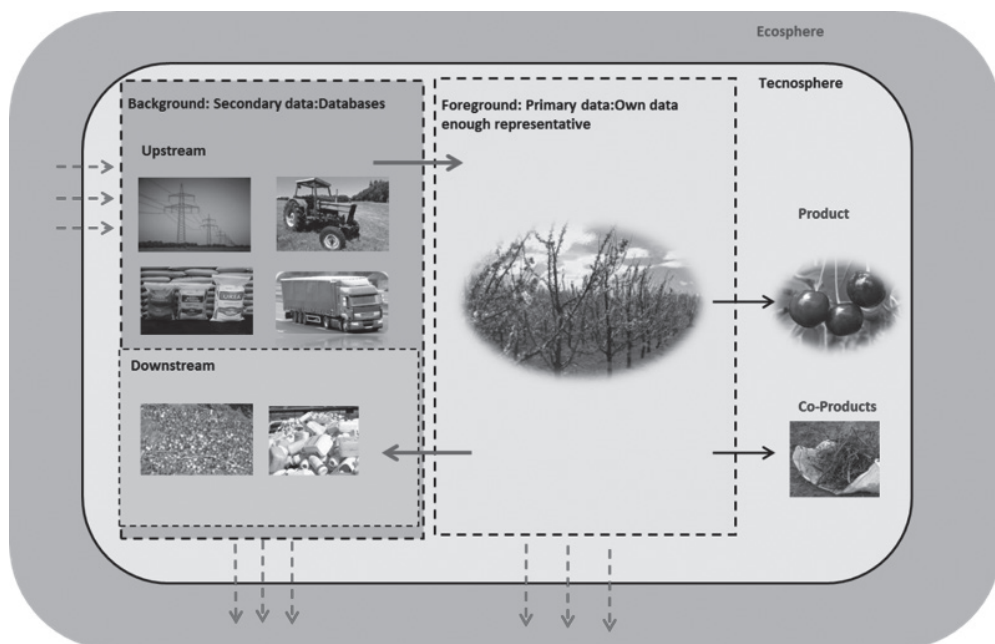 Ecosphere
Tecnosphere
Background: Secondary data:Databases
Foreground: Primary data:Own data
enough representative
Upstream
Product
Downstream
Co-Products